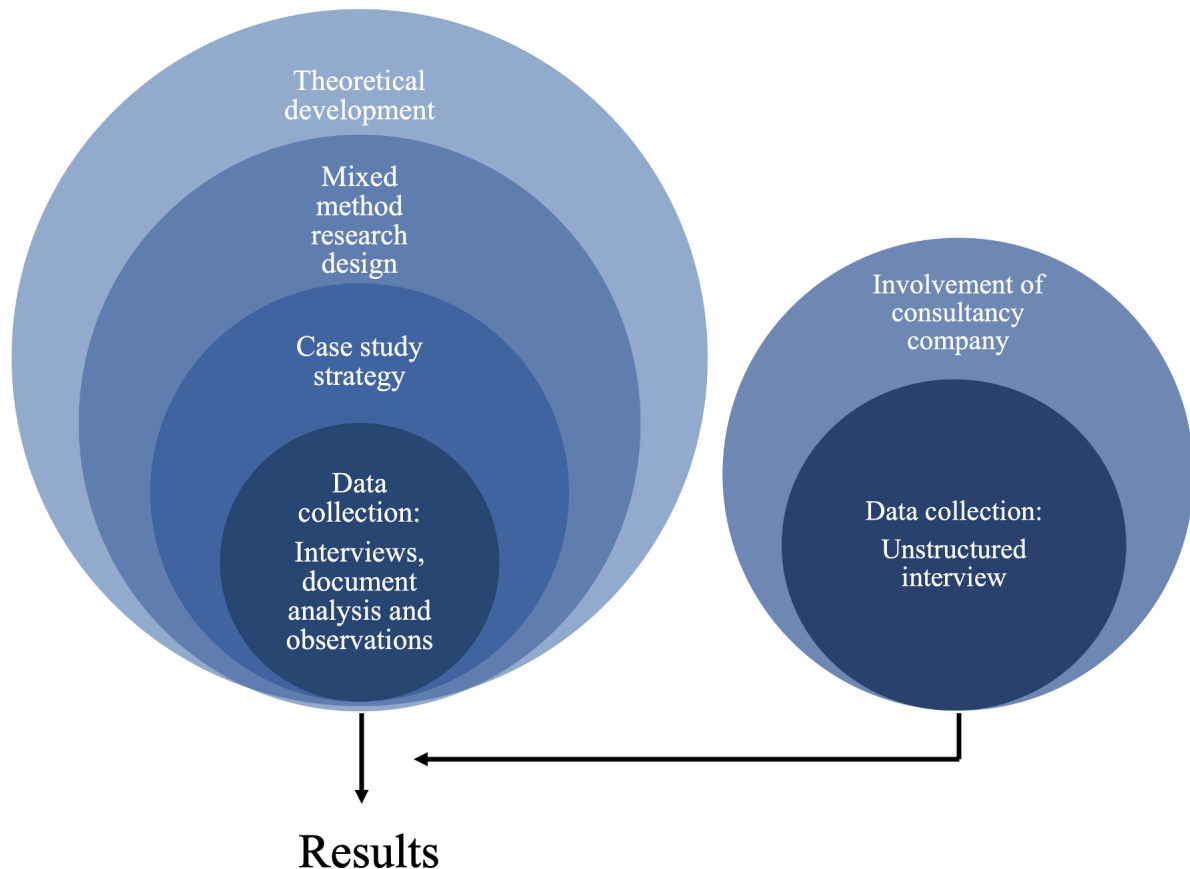 Theoretical
development
Mixed
method
research
design
Case study
strategy
Data
collection:
Interviews,
document
analysis and
observations
Involvement of
consultancy
company
Data collection:
Unstructured
interview
Results